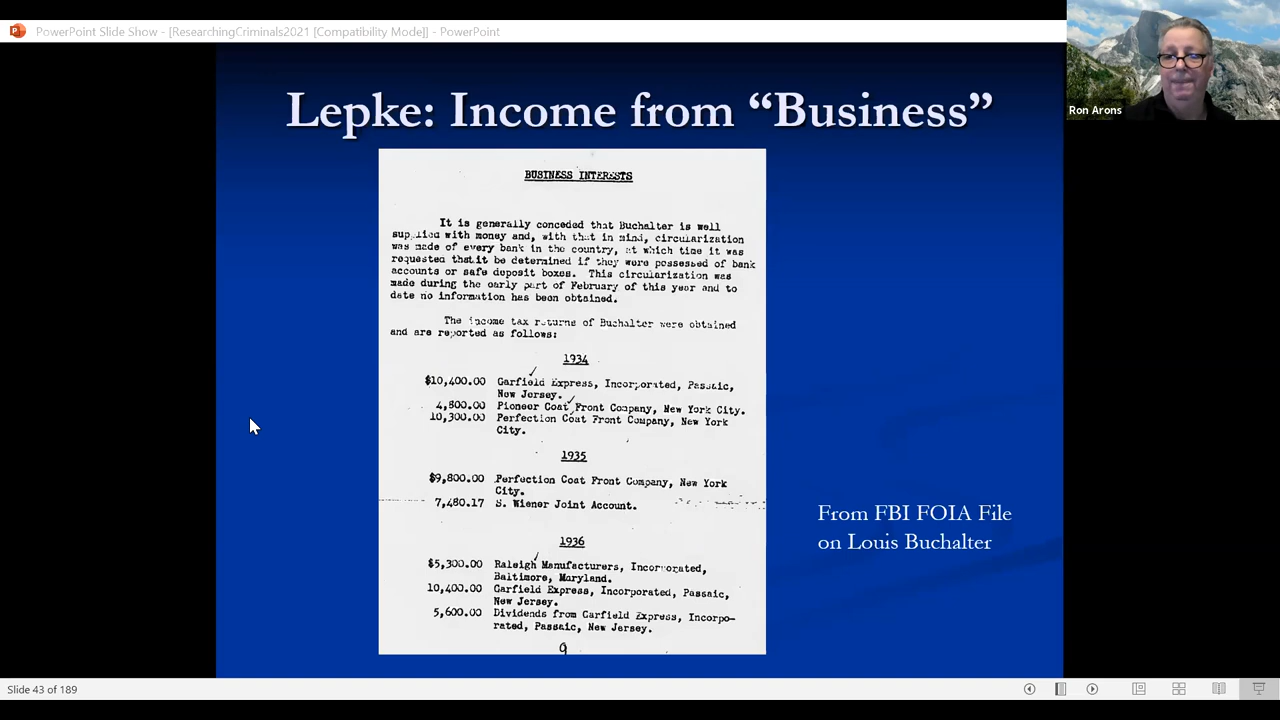 PowerPoint Slide Show - [ResearchingCriminals2021 [Compatibility Mode]] - PowerPoint
Ron Arons
Lepke: Income from “Business”
BUSINESS INTERESTS
It is generally conceded that Buchalter is well
supplied with money and, with that in mind, circularization
was made of every bank in the country, at which time it was
requested that it be determined if they were possessed of bank
accounts or safe deposit boxes. This circularization was
made during the early part of February of this year and to
date no information has been obtained.
The income tax returns of Buchalter were obtained
and are reported as follows:
1934
$10,400.00 Garfield Express, Incorporated, Passaic,
New Jersey.
4,800.00 Pioneer Coat Front Company, New York City.
10,300.00 Perfection Coat Front Company, New York
City.
1935
$9,800.00 Perfection Coat Front Company, New York
City.
7,480.17 S. Wiener Joint Account.
1936
$5,300.00 Raleigh Manufacturers, Incorporated,
Baltimore, Maryland.
10,400.00 Garfield Express, Incorporated, Passaic,
New Jersey.
5,600.00 Dividends from Garfield Express, Incorpo-
rated, Passaic, New Jersey.
9
From FBI FOIA File
on Louis Buchalter
Slide 43 of 189